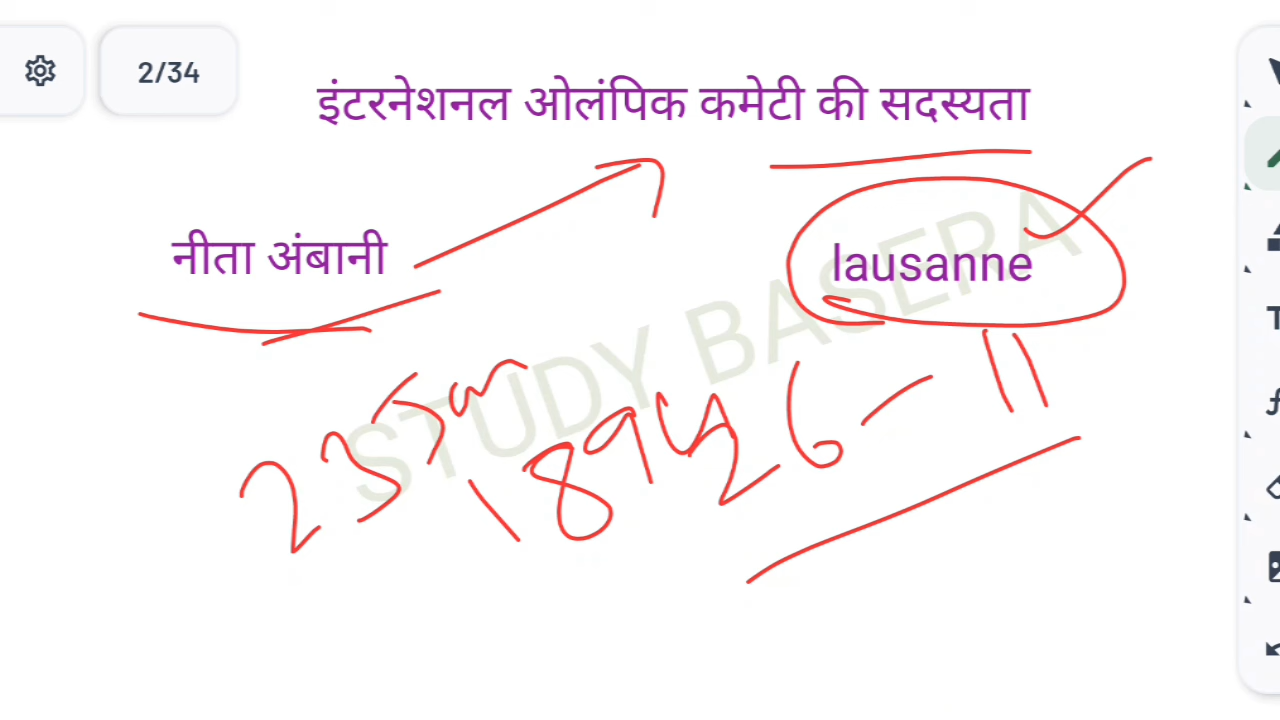 2/34
इंटरनेशनल ओलंपिक कमेटी की सदस्यता
नीता अंबानी
lausanne
STUDY BASERA
23
1894
26 - 11